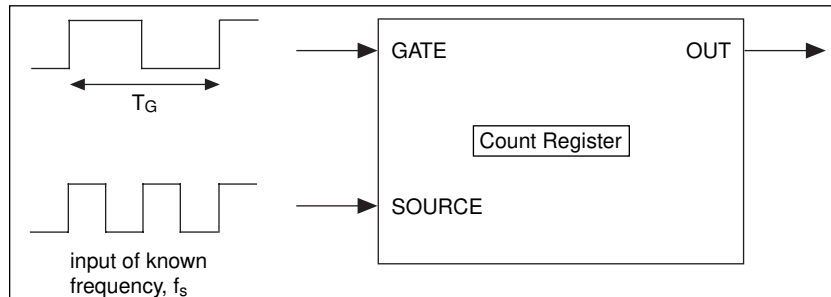 GATE
OUT
T_G
Count Register
SOURCE
input of known
frequency, f_s